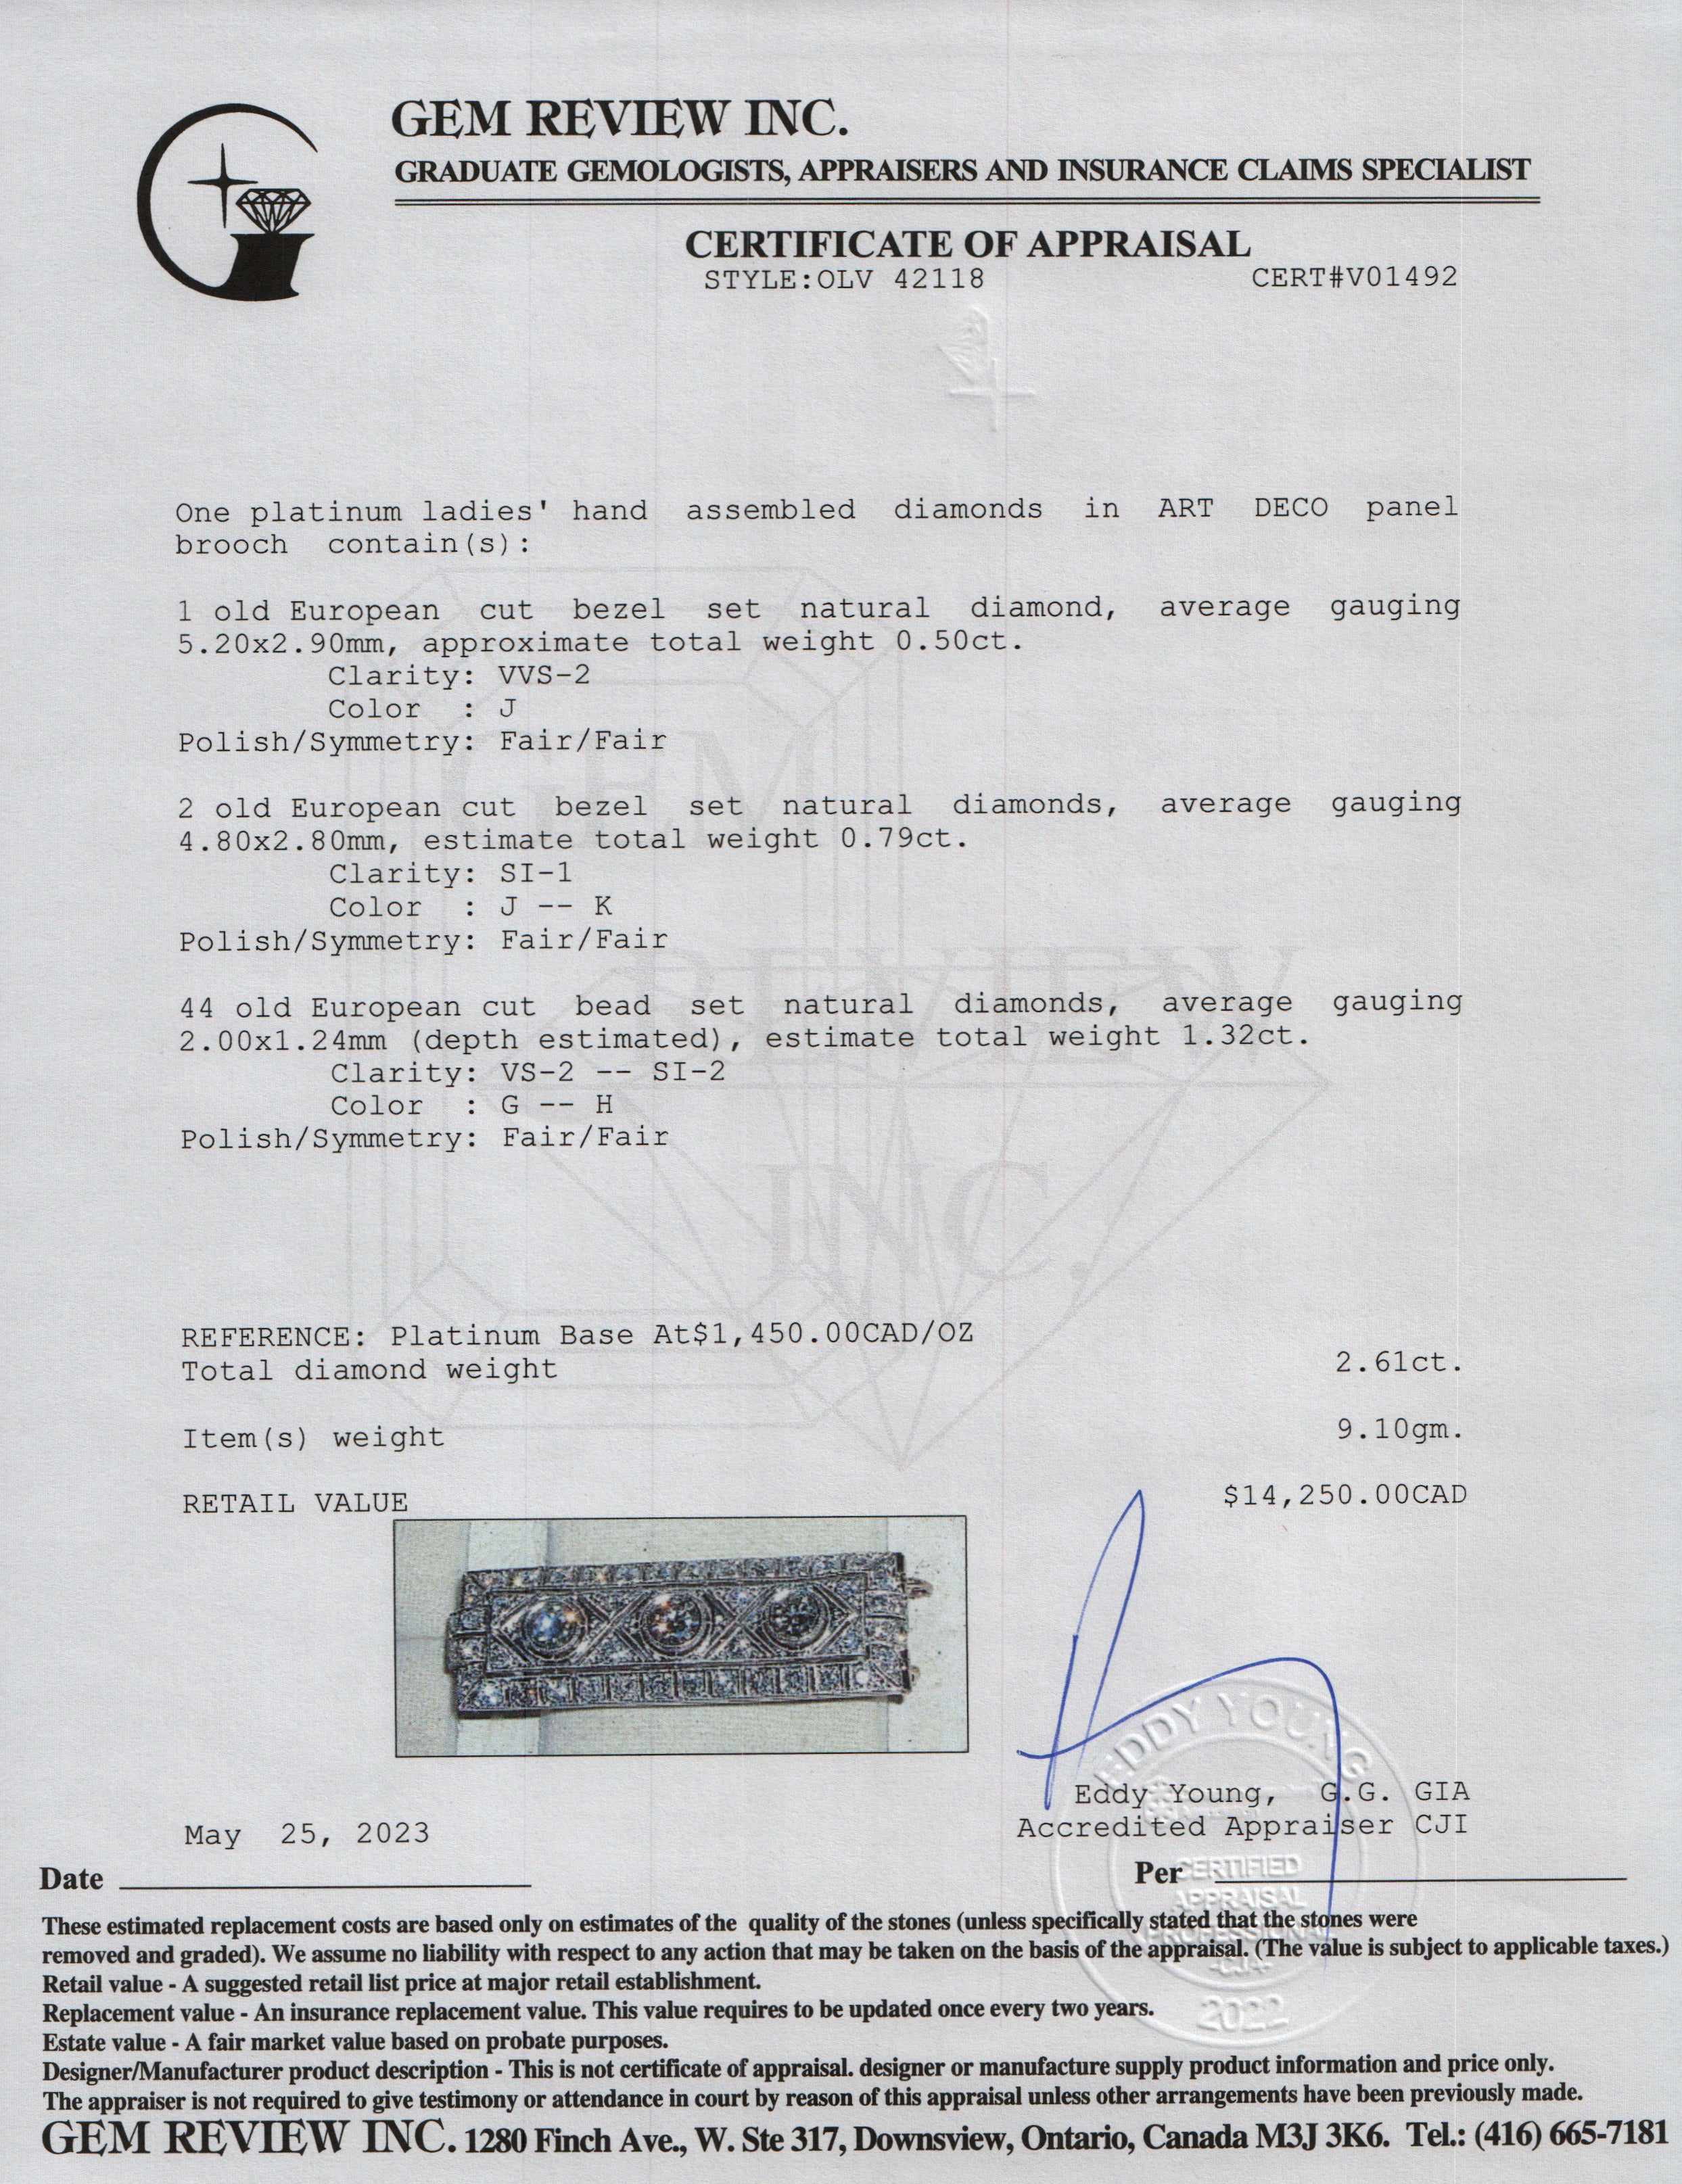 GEM REVIEW INC.
GRADUATE GEMOLOGISTS, APPRAISERS AND INSURANCE CLAIMS SPECIALIST
CERTIFICATE OF APPRAISAL
STYLE:OLV 42118 CERT#V01492
One platinum ladies' hand assembled diamonds in ART DECO panel
brooch contain(s):
1 old European cut bezel set natural diamond, average gauging
5.20x2.90mm, approximate total weight 0.50ct.
Clarity: VVS-2
Color : J
Polish/Symmetry: Fair/Fair
2 old European cut bezel set natural diamonds, average gauging
4.80x2.80mm, estimate total weight 0.79ct.
Clarity: SI-1
Color : J -- K
Polish/Symmetry: Fair/Fair
44 old European cut bead set natural diamonds, average gauging
2.00x1.24mm (depth estimated), estimate total weight 1.32ct.
Clarity: VS-2 -- SI-2
Color : G -- H
Polish/Symmetry: Fair/Fair
GEM
REVIEW
INC.
REFERENCE: Platinum Base At$1,450.00CAD/OZ
Total diamond weight 2.61ct.
Item(s) weight 9.10gm.
RETAIL VALUE $14,250.00CAD
EDDY YOUNG
Eddy Young, G.G. GIA
Accredited Appraiser CJI
May 25, 2023
Date
Per
CERTIFIED
APPRAISAL
PROFESSIONAL
-CJA-
2022
These estimated replacement costs are based only on estimates of the quality of the stones (unless specifically stated that the stones were
removed and graded). We assume no liability with respect to any action that may be taken on the basis of the appraisal. (The value is subject to applicable taxes.)
Retail value - A suggested retail list price at major retail establishment.
Replacement value - An insurance replacement value. This value requires to be updated once every two years.
Estate value - A fair market value based on probate purposes.
Designer/Manufacturer product description - This is not certificate of appraisal. designer or manufacture supply product information and price only.
The appraiser is not required to give testimony or attendance in court by reason of this appraisal unless other arrangements have been previously made.
GEM REVIEW INC. 1280 Finch Ave., W. Ste 317, Downsview, Ontario, Canada M3J 3K6. Tel.: (416) 665-7181